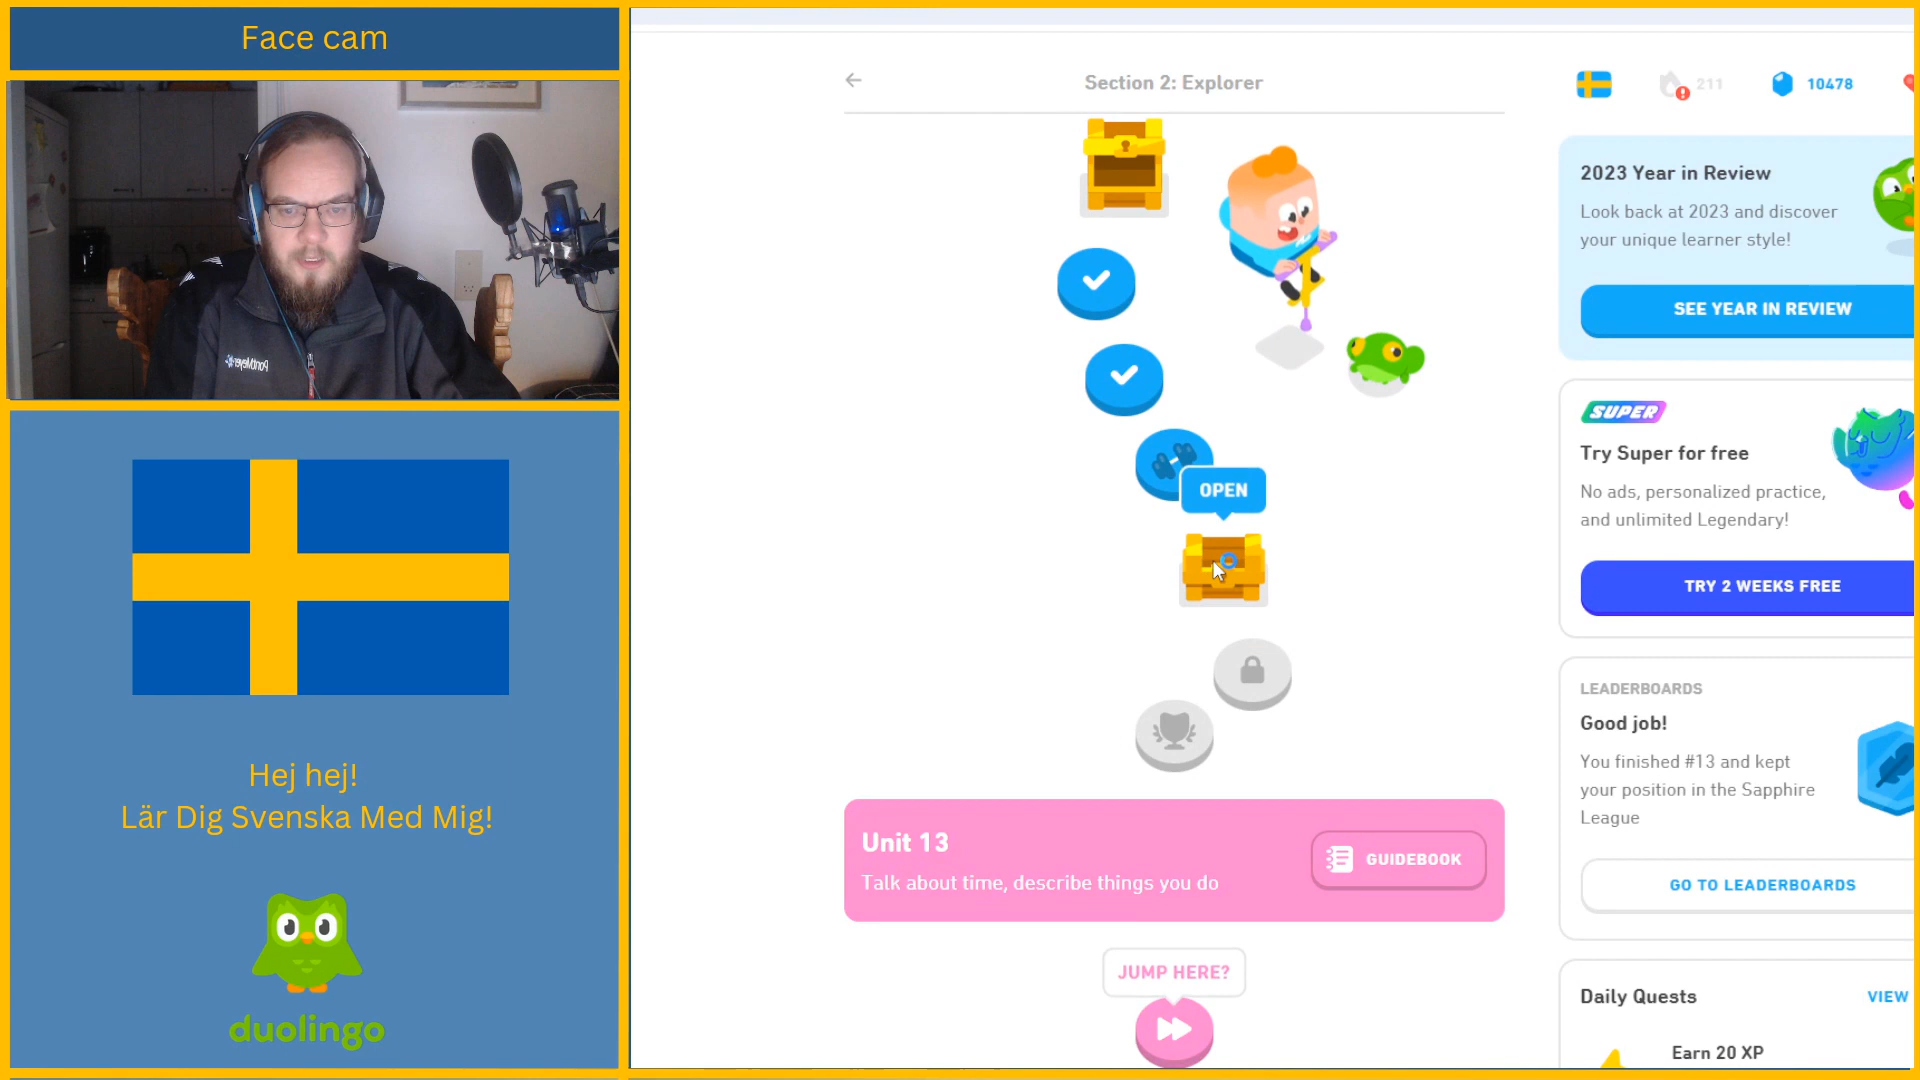 Face cam
PontMeyer
Hej hej!
Lär Dig Svenska Med Mig!
duolingo
Section 2: Explorer
211
10478
OPEN
Unit 13
Talk about time, describe things you do
GUIDEBOOK
JUMP HERE?
2023 Year in Review
Look back at 2023 and discover
your unique learner style!
SEE YEAR IN REVIEW
SUPER
Try Super for free
No ads, personalized practice,
and unlimited Legendary!
TRY 2 WEEKS FREE
LEADERBOARDS
Good job!
You finished #13 and kept
your position in the Sapphire
League
GO TO LEADERBOARDS
Daily Quests
VIEW
Earn 20 XP